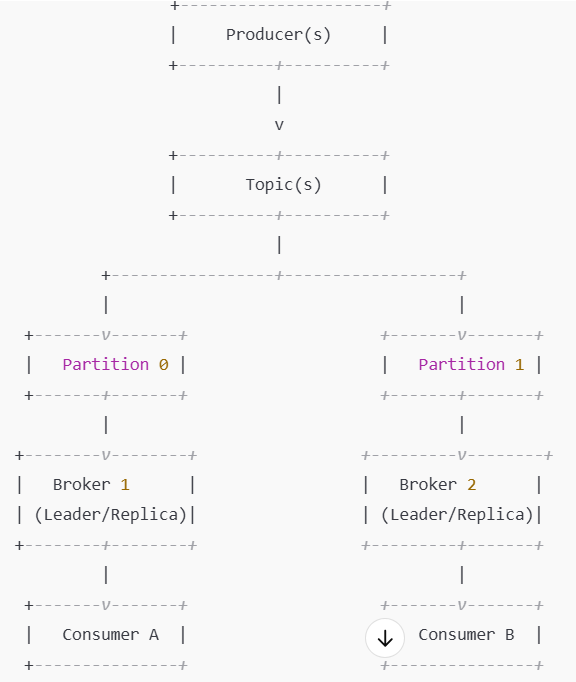 Producer(s)
v
Topic(s)
v v
Partition 0 Partition 1
v v
Broker 1 Broker 2
(Leader/Replica) (Leader/Replica)
v v
Consumer A Consumer B